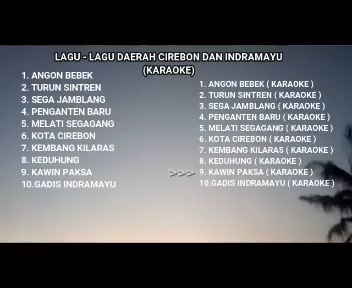 LAGU - LAGU DAERAH CIREBON DAN INDRAMAYU
(KARAOKE)
1. ANGON BEBEK
2. TURUN SINTREN
3. SEGA JAMBLANG
4. PENGANTEN BARU
5. MELATI SEGAGANG
6. KOTA CIREBON
7. KEMBANG KILARAS
8. KEDUHUNG
9. KAWIN PAKSA
10.GADIS INDRAMAYU
1. ANGON BEBEK ( KARAOKE )
2. TURUN SINTREN ( KARAOKE )
3. SEGA JAMBLANG ( KARAOKE )
4. PENGANTEN BARU ( KARAOKE )
5. MELATI SEGAGANG ( KARAOKE )
6. KOTA CIREBON ( KARAOKE )
7. KEMBANG KILARAS ( KARAOKE )
8. KEDUHUNG ( KARAOKE )
>>> 9. KAWIN PAKSA ( KARAOKE )
10.GADIS INDRAMAYU ( KARAOKE )